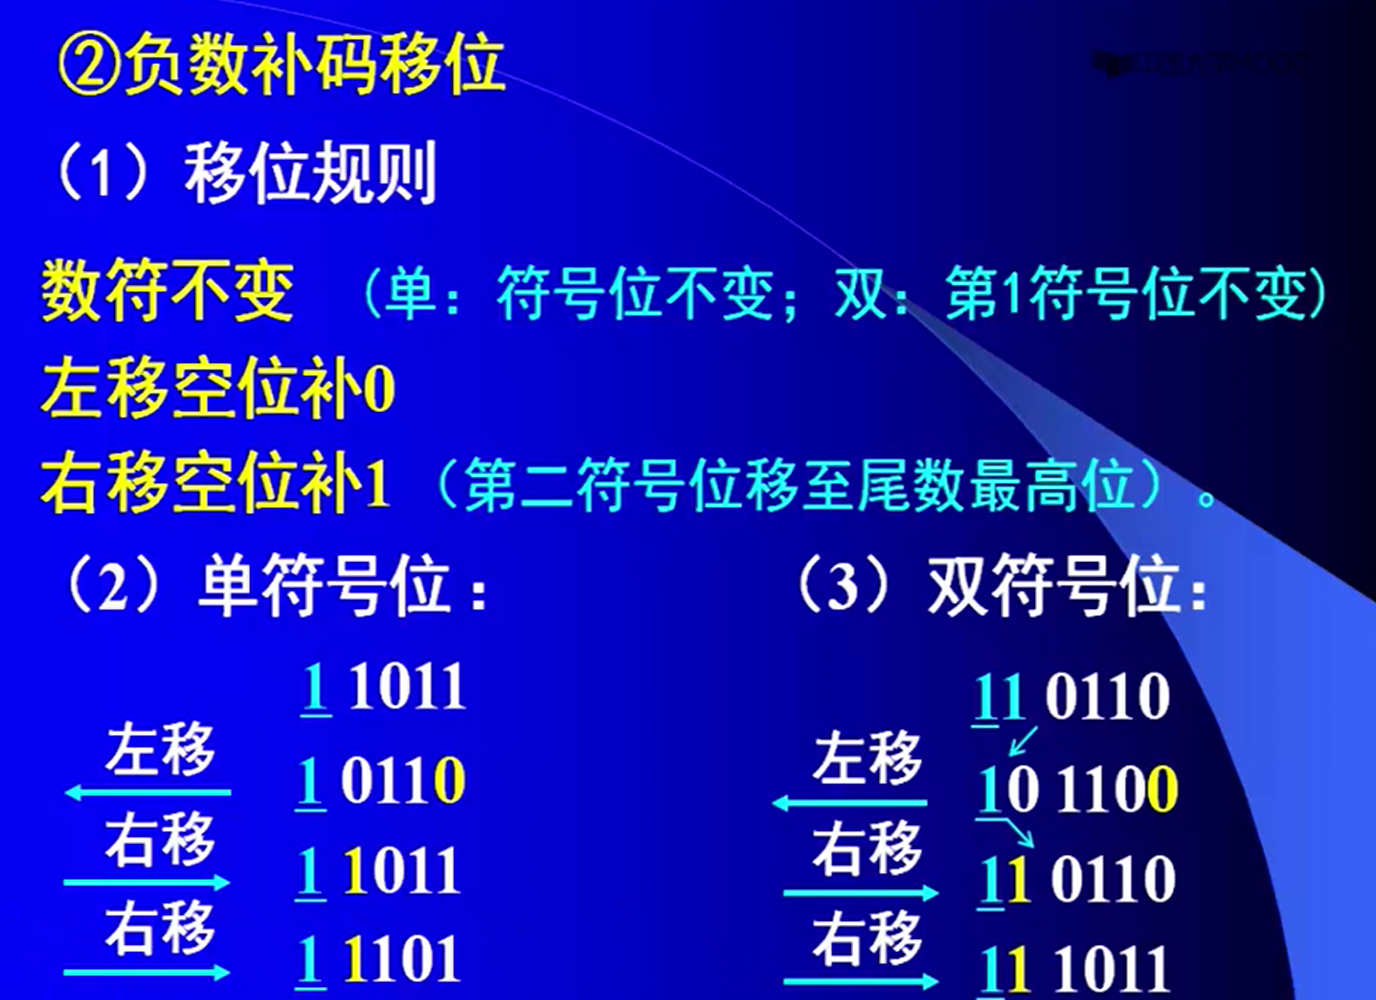 ②负数补码移位
（1）移位规则
数符不变 （单：符号位不变；双：第1符号位不变）
左移空位补0
右移空位补1 （第二符号位移至尾数最高位）。
（2）单符号位：
1 1011
左移 1 0110
右移 1 1011
右移 1 1101
（3）双符号位：
11 0110
左移 10 1100
右移 11 0110
右移 11 1011